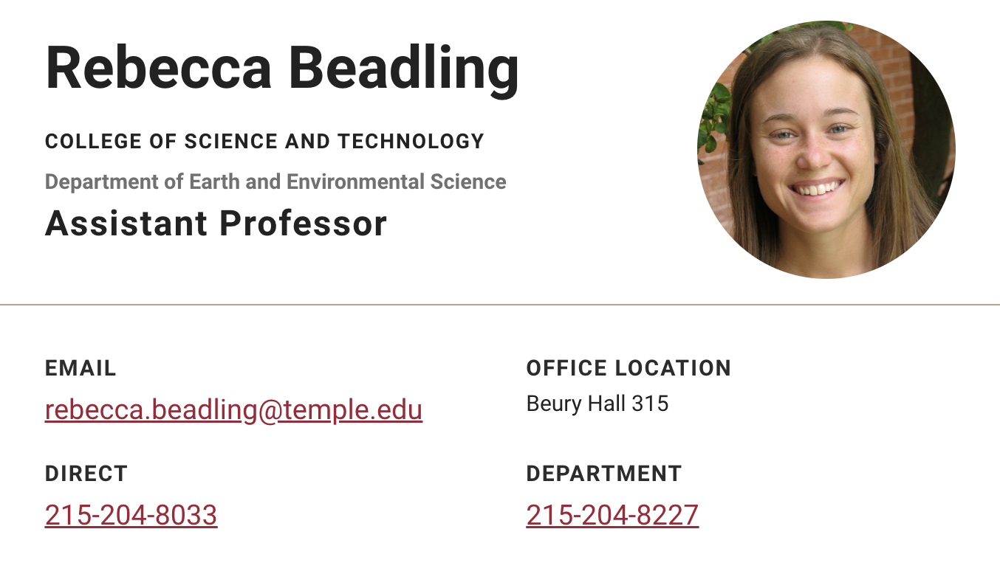 Rebecca Beadling
COLLEGE OF SCIENCE AND TECHNOLOGY
Department of Earth and Environmental Science
Assistant Professor
EMAIL
rebecca.beadling@temple.edu
OFFICE LOCATION
Beury Hall 315
DIRECT
215-204-8033
DEPARTMENT
215-204-8227